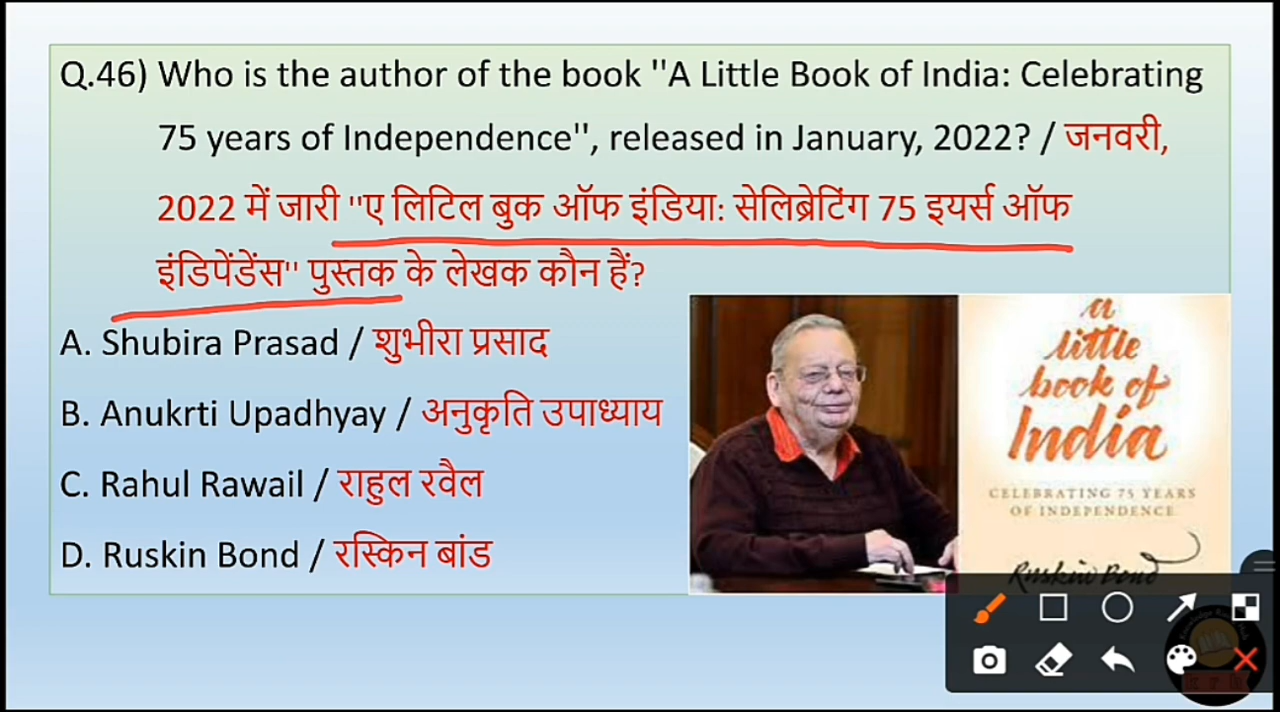 Q.46) Who is the author of the book "A Little Book of India: Celebrating
75 years of Independence", released in January, 2022? / जनवरी,
2022 में जारी "ए लिटिल बुक ऑफ इंडिया: सेलिब्रेटिंग 75 इयर्स ऑफ
इंडिपेंडेंस" पुस्तक के लेखक कौन हैं?
A. Shubira Prasad / शुभीरा प्रसाद
B. Anukrti Upadhyay / अनुकृति उपाध्याय
C. Rahul Rawail / राहुल रवैल
D. Ruskin Bond / रस्किन बांड
a
little
book of
India
CELEBRATING 75 YEARS
OF INDEPENDENCE
Ruskin Bond